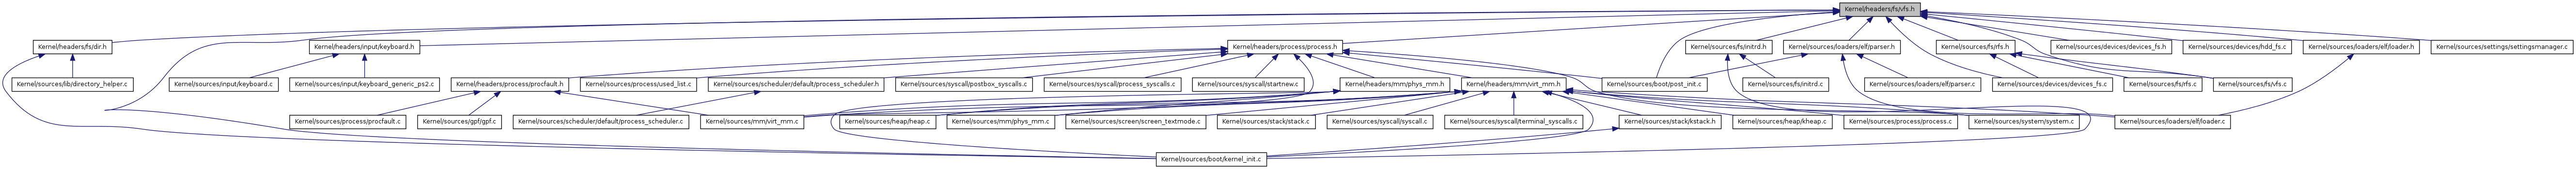 Kernel/headers/fs/vfs.h
Kernel/headers/fs/dir.h
Kernel/headers/input/keyboard.h
Kernel/headers/process/process.h
Kernel/sources/fs/initrd.h
Kernel/sources/loaders/elf/parser.h
Kernel/sources/fs/rfs.h
Kernel/sources/devices/devices_fs.h
Kernel/sources/devices/hdd_fs.c
Kernel/sources/loaders/elf/loader.h
Kernel/sources/settings/settingsmanager.c
Kernel/sources/lib/directory_helper.c
Kernel/sources/input/keyboard.c
Kernel/sources/input/keyboard_generic_ps2.c
Kernel/headers/process/procfault.h
Kernel/sources/process/used_list.c
Kernel/sources/scheduler/default/process_scheduler.h
Kernel/sources/syscall/postbox_syscalls.c
Kernel/sources/syscall/process_syscalls.c
Kernel/sources/syscall/startnew.c
Kernel/headers/mm/phys_mm.h
Kernel/headers/mm/virt_mm.h
Kernel/sources/boot/post_init.c
Kernel/sources/fs/initrd.c
Kernel/sources/loaders/elf/parser.c
Kernel/sources/devices/devices_fs.c
Kernel/sources/fs/rfs.c
Kernel/sources/fs/vfs.c
Kernel/sources/process/procfault.c
Kernel/sources/gpf/gpf.c
Kernel/sources/scheduler/default/process_scheduler.c
Kernel/sources/mm/virt_mm.c
Kernel/sources/heap/heap.c
Kernel/sources/mm/phys_mm.c
Kernel/sources/screen/screen_textmode.c
Kernel/sources/stack/stack.c
Kernel/sources/syscall/syscall.c
Kernel/sources/syscall/terminal_syscalls.c
Kernel/sources/stack/kstack.h
Kernel/sources/heap/kheap.c
Kernel/sources/process/process.c
Kernel/sources/system/system.c
Kernel/sources/loaders/elf/loader.c
Kernel/sources/boot/kernel_init.c